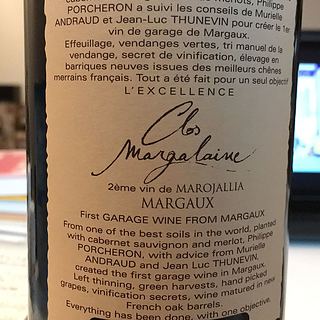 cabernets sauvignons et merlots, Philippe
PORCHERON a suivi les conseils de Murielle
ANDRAUD et Jean-Luc THUNEVIN pour créer le 1er
vin de garage de Margaux.
Effeuillage, vendanges vertes, tri manuel de la
vendange, secret de vinification, élevage en
barriques neuves issues des meilleurs chênes
merrains français. Tout a été fait pour un seul objectif
L'EXCELLENCE
Clos
Margalaine
2ème vin de MAROJALLIA
MARGAUX
First GARAGE WINE FROM MARGAUX
From one of the best soils in the world, planted
with cabernet sauvignon and merlot, Philippe
PORCHERON, with advice from Murielle
ANDRAUD and Jean Luc THUNEVIN,
created the first garage wine in Margaux.
Left thinning, green harvests, hand picked
grapes, vinification secrets, wine matured in new
French oak barrels.
Everything has been done, with one objective.